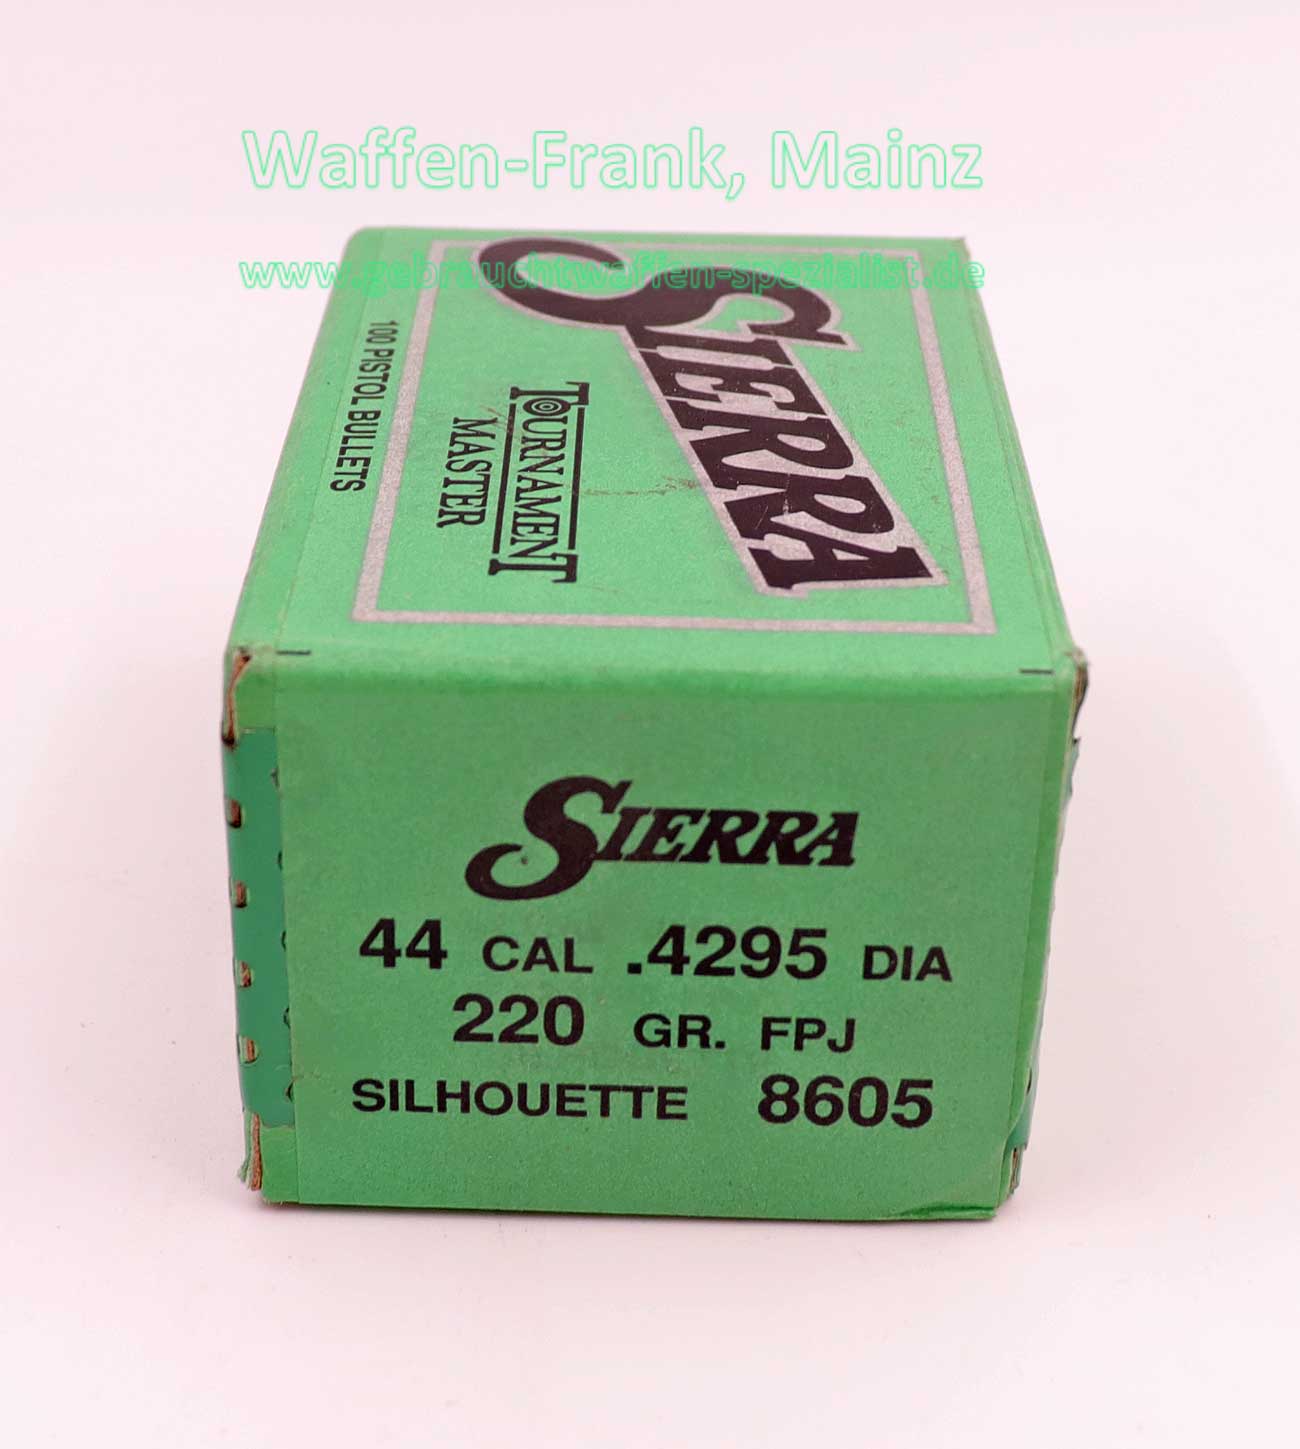 Waffen-Frank, Mainz
www.gebrauchtwaffen-spezialist.de
SIERRA
TOURNAMENT
MASTER
100 PISTOL BULLETS
SIERRA
44 CAL .4295 DIA
220 GR. FPJ
SILHOUETTE 8605